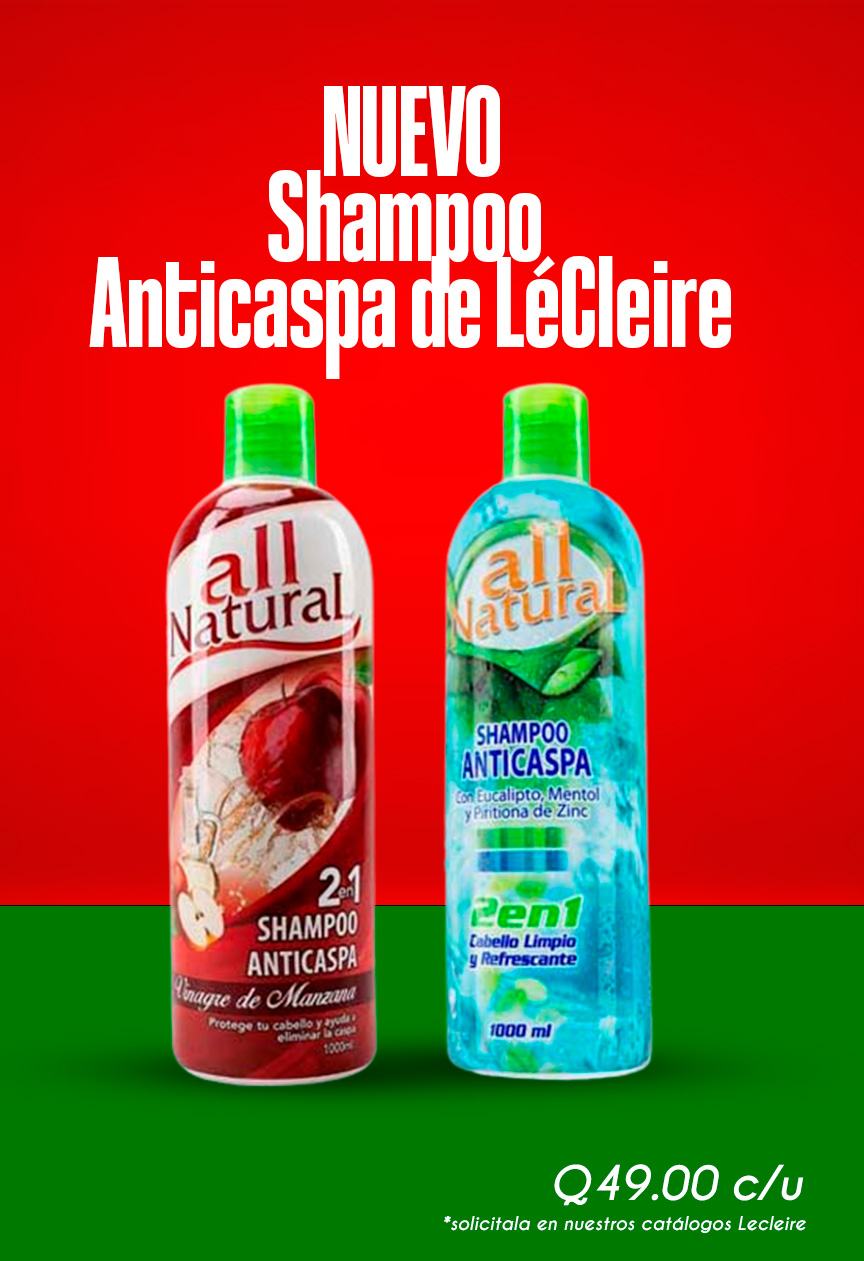 NUEVO
Shampoo
Anticaspa de LéCleire
all
Natural
2en1
SHAMPOO
ANTICASPA
Vinagre de Manzana
Protege tu cabello y ayuda a
eliminar la caspa
1000ml
all
Natural
SHAMPOO
ANTICASPA
Con Eucalipto, Mentol
y Piritiona de Zinc
2en1
Cabello Limpio
y Refrescante
1000 ml
Q49.00 c/u
*solicitala en nuestros catálogos Lecleire